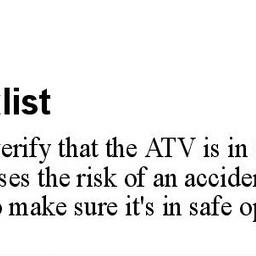 list
erify that the ATV is in
ses the risk of an acciden
o make sure it's in safe op